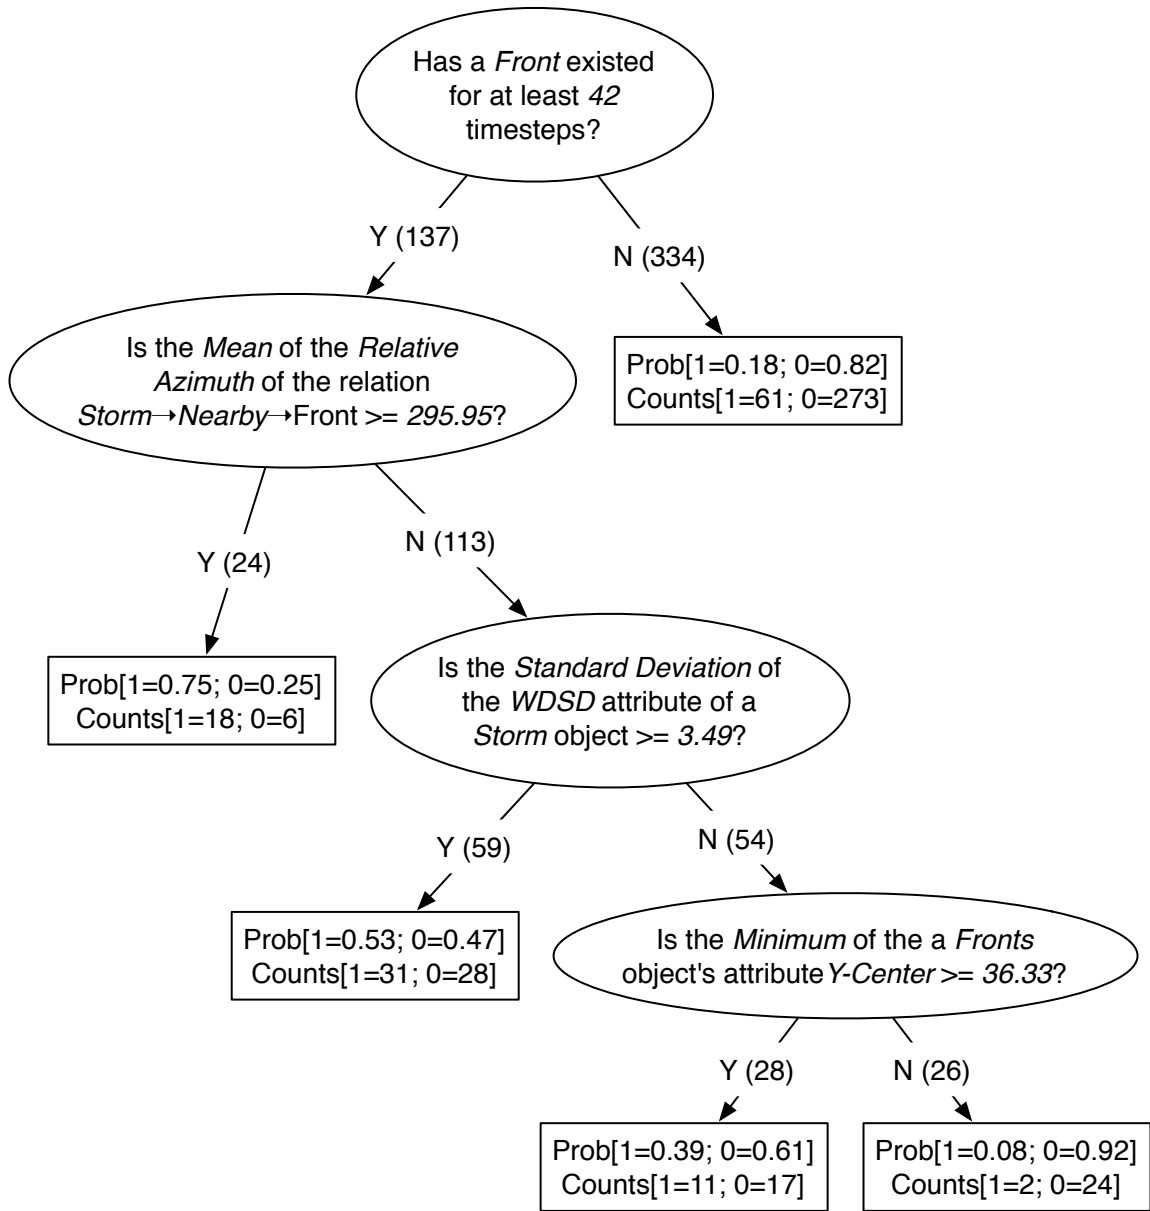 Has a Front existed
for at least 42
timesteps?
Y (137)
N (334)
Is the Mean of the Relative
Azimuth of the relation
Storm→Nearby→Front >= 295.95?
Prob[1=0.18; 0=0.82]
Counts[1=61; 0=273]
Y (24)
N (113)
Prob[1=0.75; 0=0.25]
Counts[1=18; 0=6]
Is the Standard Deviation of
the WDSD attribute of a
Storm object >= 3.49?
Y (59)
N (54)
Prob[1=0.53; 0=0.47]
Counts[1=31; 0=28]
Is the Minimum of the a Fronts
object's attribute Y-Center >= 36.33?
Y (28)
N (26)
Prob[1=0.39; 0=0.61]
Counts[1=11; 0=17]
Prob[1=0.08; 0=0.92]
Counts[1=2; 0=24]